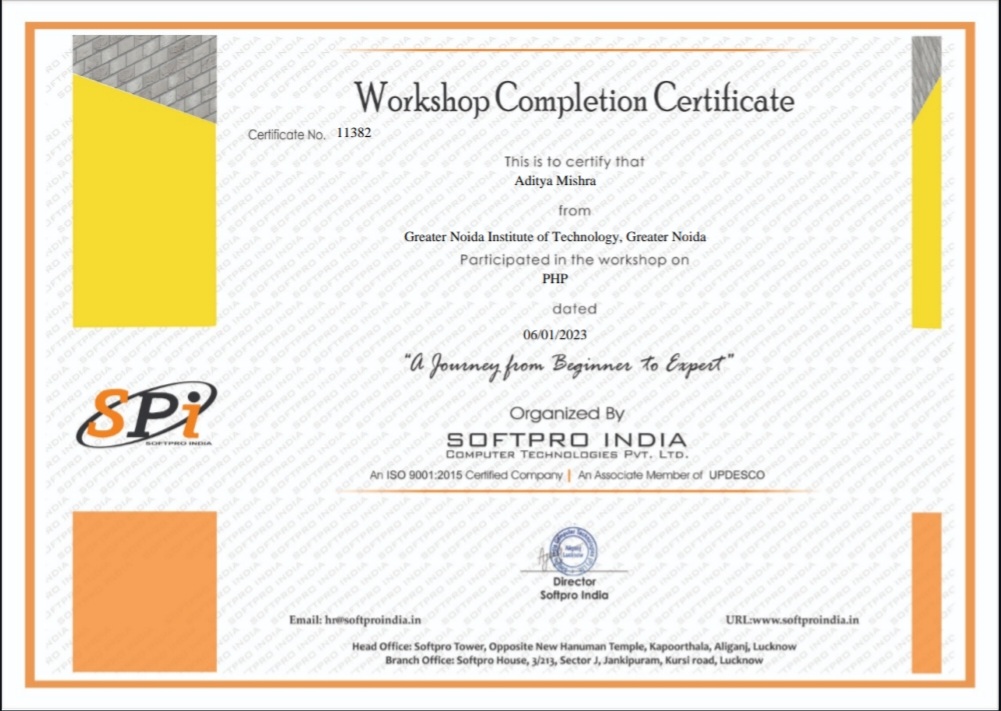 Workshop Completion Certificate
Certificate No. 11382
This is to certify that
Aditya Mishra
from
Greater Noida Institute of Technology, Greater Noida
Participated in the workshop on
PHP
dated
06/01/2023
"A Journey from Beginner to Expert"
SPi
SOFTPRO INDIA
Organized By
SOFTPRO INDIA
COMPUTER TECHNOLOGIES PVT. LTD.
An ISO 9001:2015 Certified Company | An Associate Member of UPDESCO
Director
Softpro India
Email: hr@softproindia.in URL:www.softproindia.in
Head Office: Softpro Tower, Opposite New Hanuman Temple, Kapoorthala, Aliganj, Lucknow
Branch Office: Softpro House, 3/213, Sector J, Jankipuram, Kursi road, Lucknow